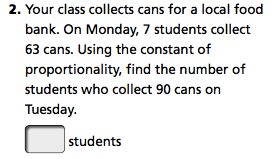 2. Your class collects cans for a local food
bank. On Monday, 7 students collect
63 cans. Using the constant of
proportionality, find the number of
students who collect 90 cans on
Tuesday.
students